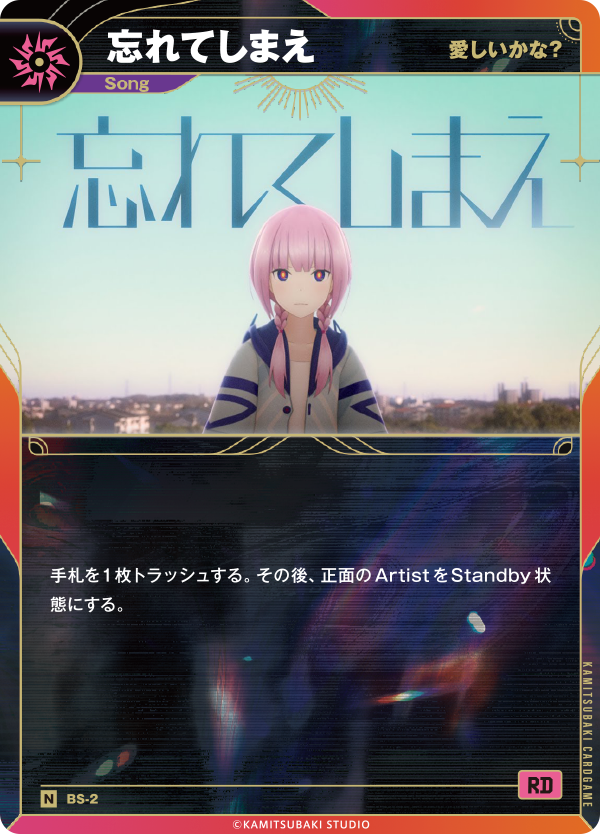 忘れてしまえ
愛しいかな?
Song
忘れてしまえ
手札を1枚トラッシュする。その後、正面のArtistをStandby状
態にする。
KAMITSUBAKI CARDGAME
RD
N BS-2
©KAMITSUBAKI STUDIO